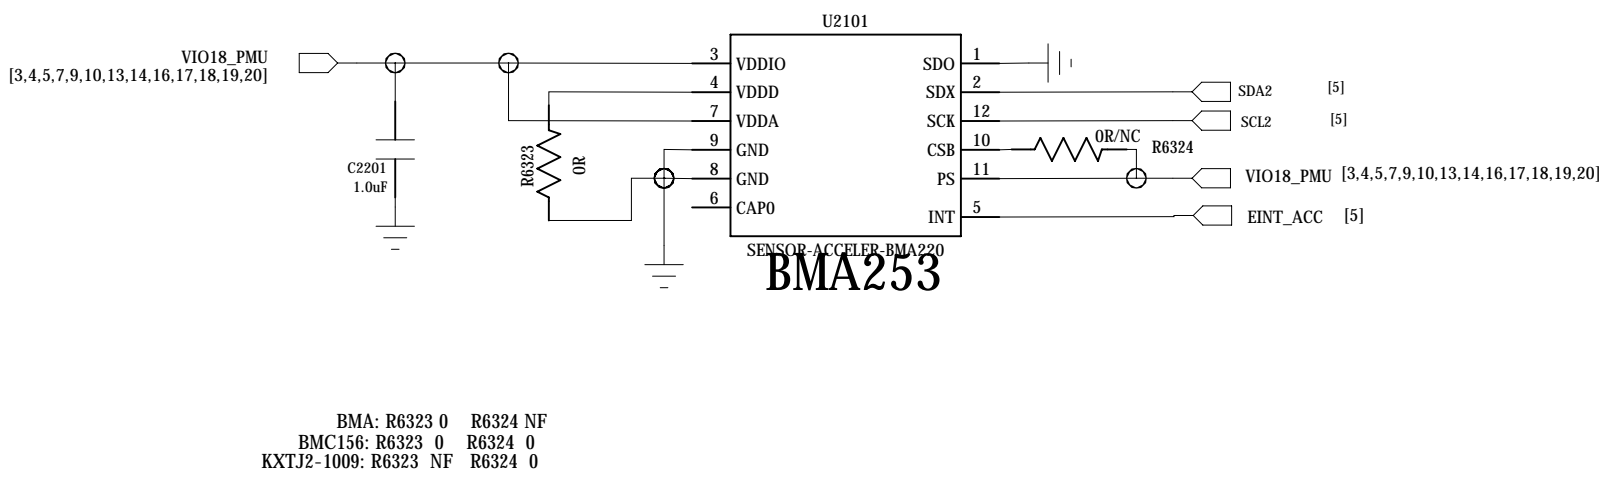 U2101
VIO18_PMU
[3,4,5,7,9,10,13,14,16,17,18,19,20]
3 VDDIO
4 VDDD
7 VDDA
9 GND
8 GND
6 CAP0
SDO 1
SDX 2
SCK 12
CSB 10
PS 11
INT 5
SDA2 [5]
SCL2 [5]
0R/NC
R6324
VIO18_PMU [3,4,5,7,9,10,13,14,16,17,18,19,20]
EINT_ACC [5]
C2201
1.0uF
R6323
0R
SENSOR-ACCELER-BMA220
BMA253
BMA: R6323 0 R6324 NF
BMC156: R6323 0 R6324 0
KXTJ2-1009: R6323 NF R6324 0